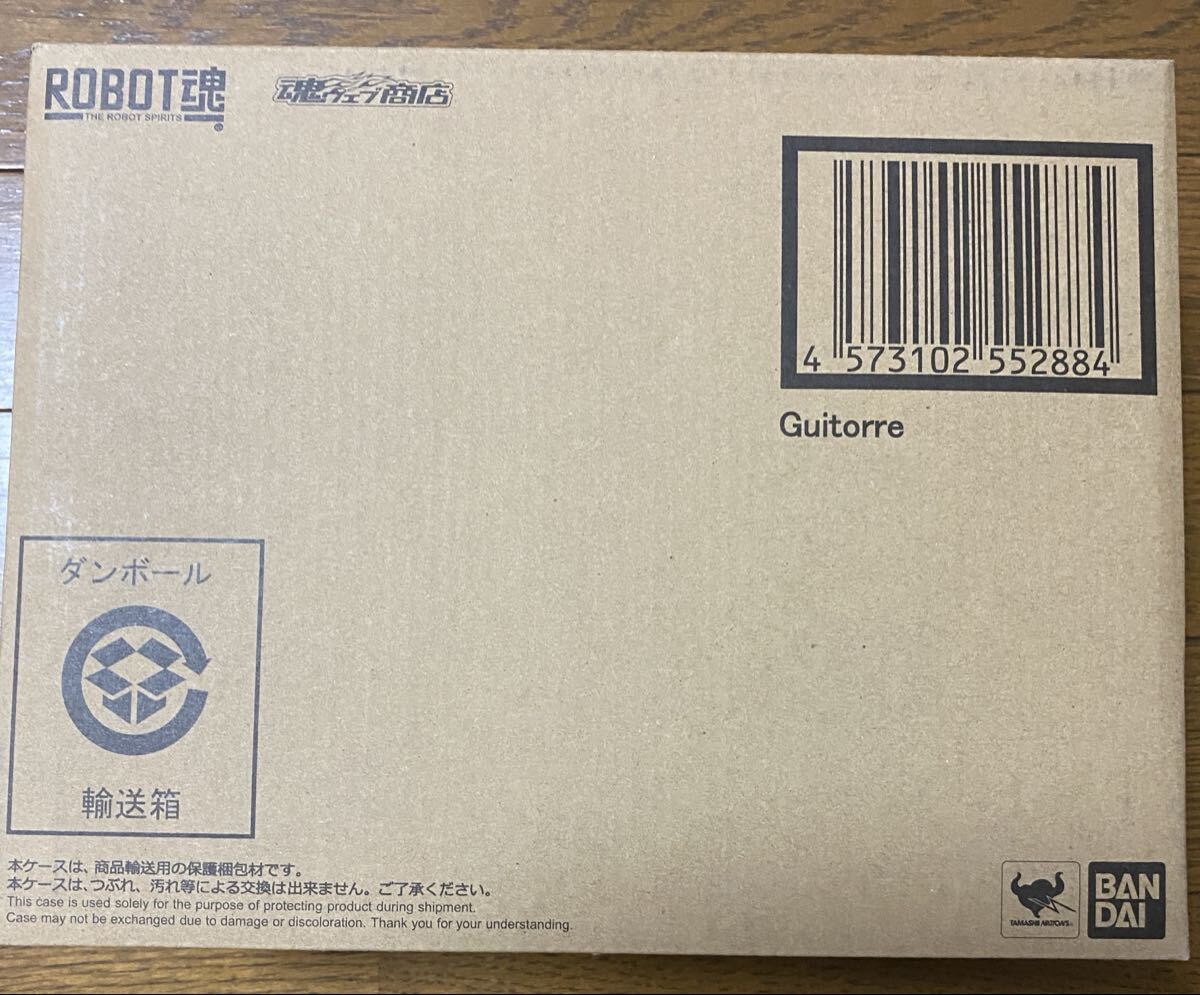 ROBOT魂
THE ROBOT SPIRITS
魂ウェブ商店
4 573102 552884
Guitorre
ダンボール
輸送箱
本ケースは、商品輸送用の保護梱包材です。
本ケースは、つぶれ、汚れ等による交換は出来ません。ご了承ください。
This case is used solely for the purpose of protecting product during shipment.
Case may not be exchanged due to damage or discoloration. Thank you for your understanding.
TAMASHII NATIONS
BAN
DAI